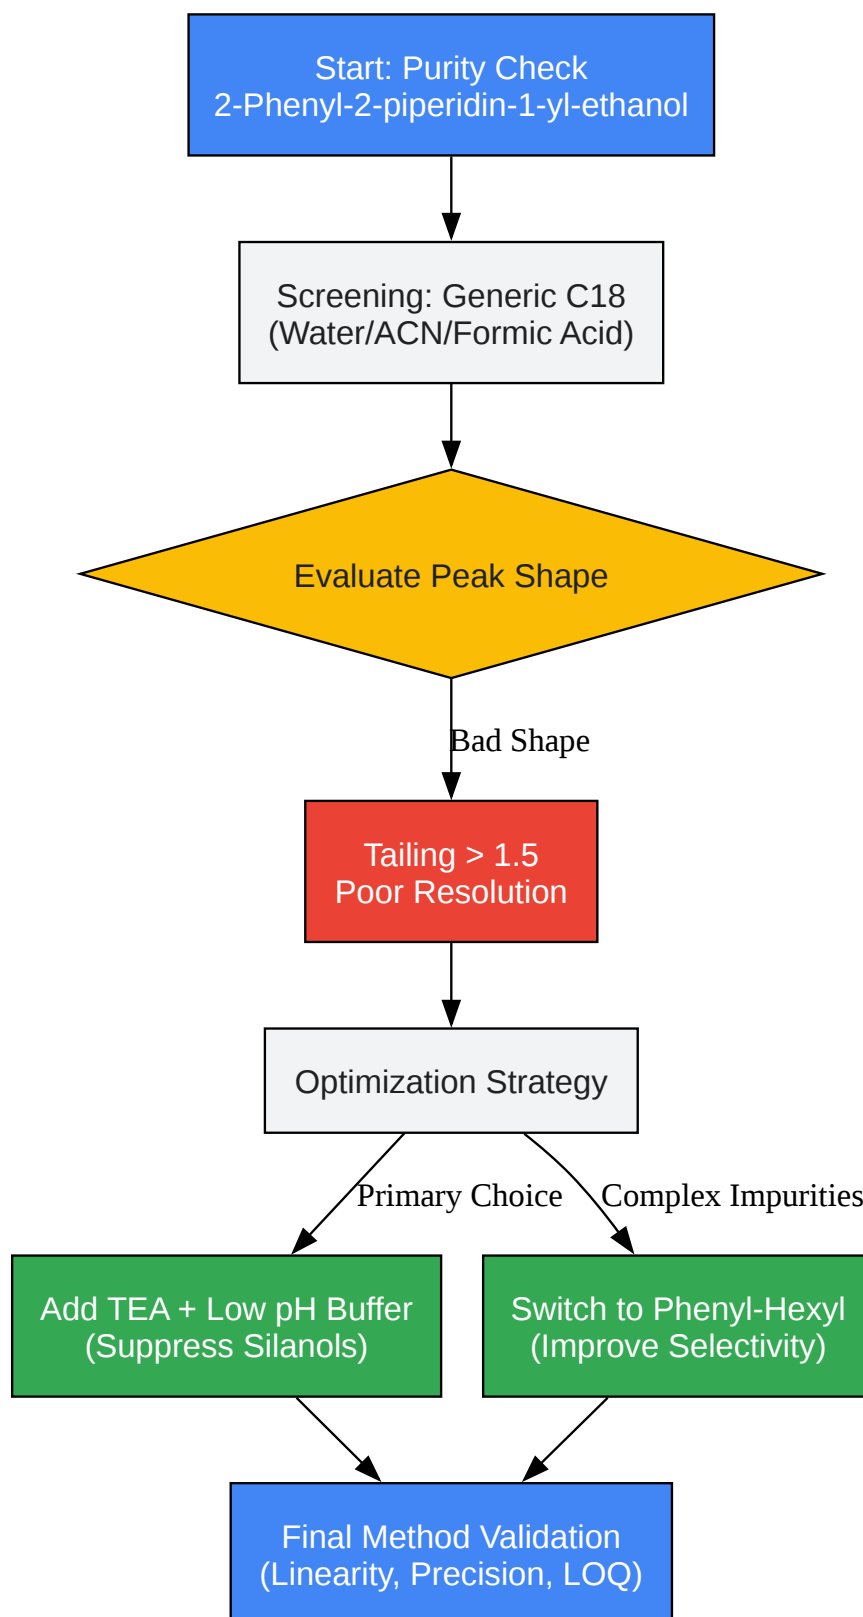 Start: Purity Check
2-Phenyl-2-piperidin-1-yl-ethanol
Screening: Generic C18
(Water/ACN/Formic Acid)
Evaluate Peak Shape
Bad Shape
Tailing > 1.5
Poor Resolution
Optimization Strategy
Primary Choice
Complex Impurities
Add TEA + Low pH Buffer
(Suppress Silanols)
Switch to Phenyl-Hexyl
(Improve Selectivity)
Final Method Validation
(Linearity, Precision, LOQ)